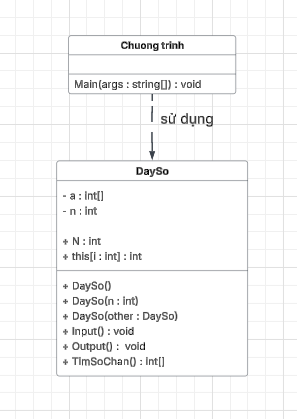 Chuong trinh
Main(args : string[]) : void
sử dụng
DaySo
- a : int[]
- n : int
+ N : int
+ this[i : int] : int
+ DaySo()
+ DaySo(n : int)
+ DaySo(other : DaySo)
+ Input() : void
+ Output() : void
+ TImSoChan() : int[]